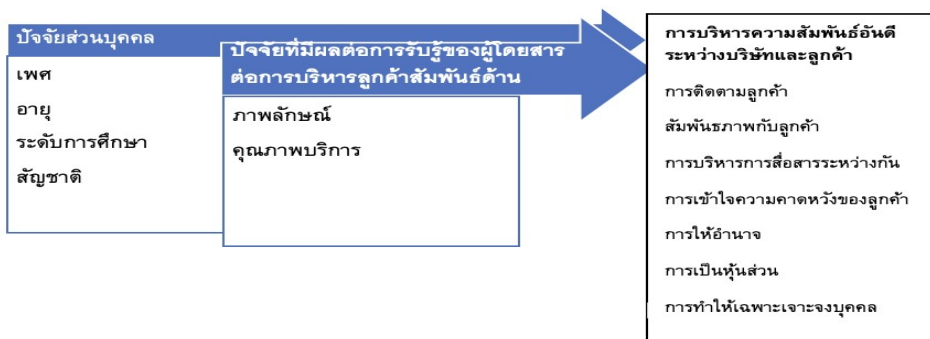 ปัจจัยส่วนบุคคล
เพศ
อายุ
ระดับการศึกษา
สัญชาติ
ปัจจัยที่มีผลต่อการรับรู้ของผู้โดยสาร
ต่อการบริหารลูกค้าสัมพันธ์ด้าน
ภาพลักษณ์
คุณภาพบริการ
การบริหารความสัมพันธ์อันดี
ระหว่างบริษัทและลูกค้า
การติดตามลูกค้า
สัมพันธภาพกับลูกค้า
การบริหารการสื่อสารระหว่างกัน
การเข้าใจความคาดหวังของลูกค้า
การให้อำนาจ
การเป็นหุ้นส่วน
การทำให้เฉพาะเจาะจงบุคคล